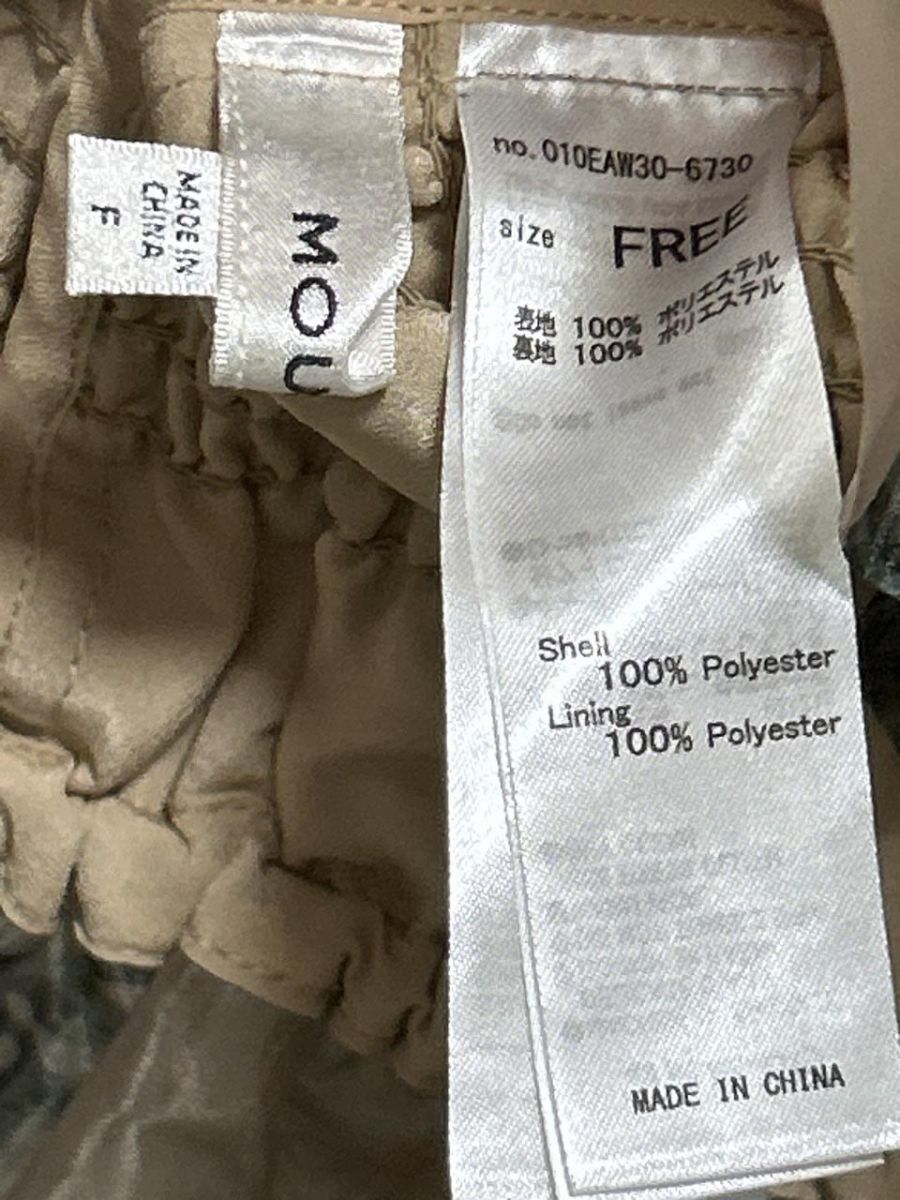 MADE IN
CHINA
F
MOU
no.010EAW30-6730
size FREE
表地 100% ポリエステル
裏地 100% ポリエステル
Shell
100% Polyester
Lining
100% Polyester
MADE IN CHINA